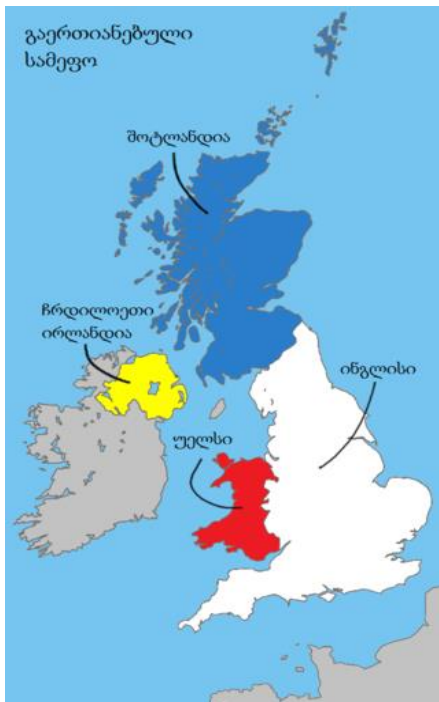 გაერთიანებული
სამეფო
შოტლანდია
ჩრდილოეთი
ირლანდია
ინგლისი
უელსი